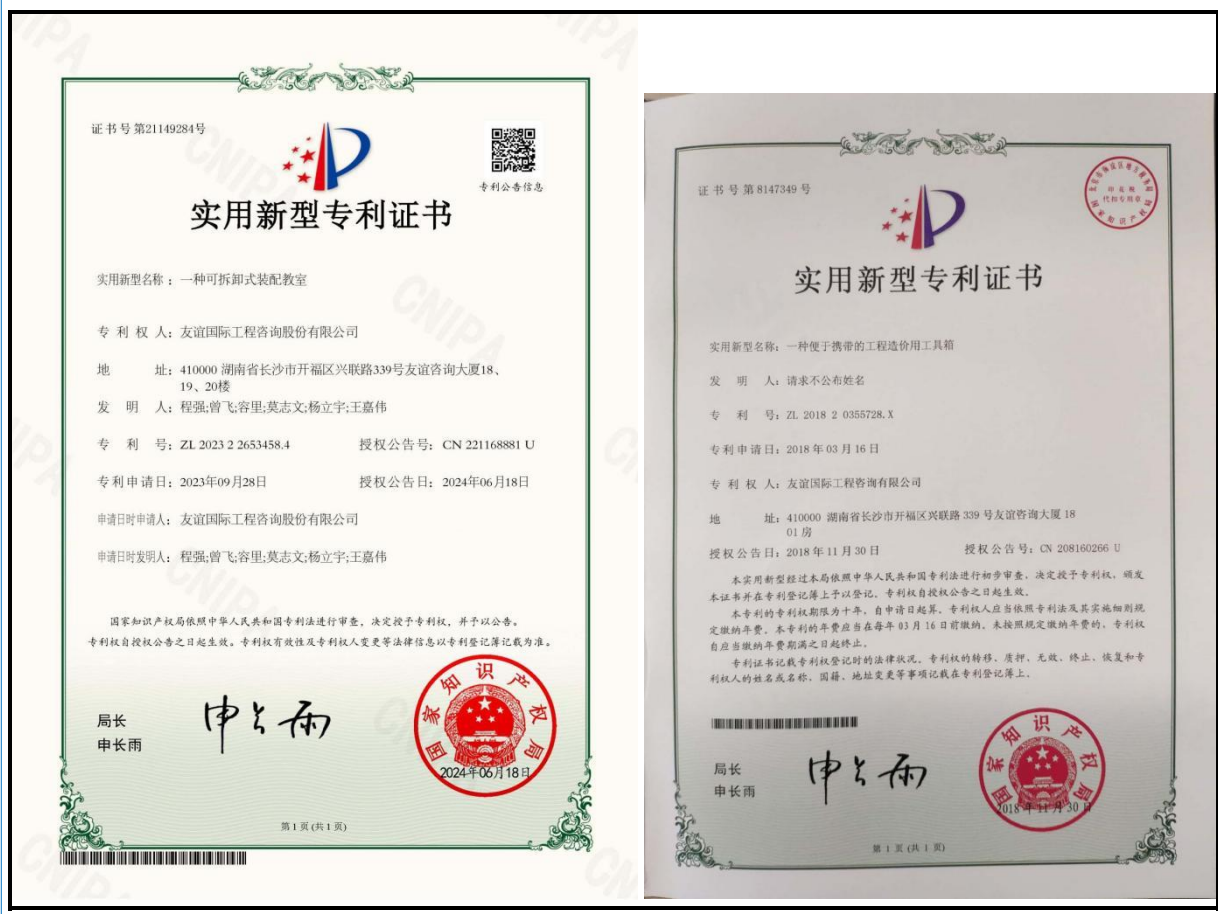 证书号第21149284号
专利公告信息
实用新型专利证书
实用新型名称：一种可拆卸式装配教室
专利权人：友谊国际工程咨询股份有限公司
地址：410000 湖南省长沙市开福区兴联路339号友谊咨询大厦18、
19、20楼
发明人：程强;曾飞;容里;莫志文;杨立宇;王嘉伟
专利号：ZL 2023 2 2653458.4 授权公告号：CN 221168881 U
专利申请日：2023年09月28日 授权公告日：2024年06月18日
申请日时申请人：友谊国际工程咨询股份有限公司
申请日时发明人：程强;曾飞;容里;莫志文;杨立宇;王嘉伟
国家知识产权局依照中华人民共和国专利法进行审查，决定授予专利权，并予以公告。
专利权自授权公告之日起生效。专利权有效性及专利权人变更等法律信息以专利登记簿记载为准。
局长
申长雨
申长雨
国家知识产权局
2024年06月18日
第1页(共1页)
CNIPA
CNIPA
CNIPA
CNIPA
证书号第8147349号
实用新型专利证书
实用新型名称：一种便于携带的工程造价用工具箱
发明人：请求不公布姓名
专利号：ZL 2018 2 0355728.X
专利申请日：2018年03月16日
专利权人：友谊国际工程咨询有限公司
地址：410000 湖南省长沙市开福区兴联路339号友谊咨询大厦18
01房
授权公告日：2018年11月30日 授权公告号：CN 208160266 U
本实用新型经过本局依照中华人民共和国专利法进行初步审查，决定授予专利权，颁发
本证书并在专利登记簿上予以登记。专利权自授权公告之日起生效。
本专利的专利权期限为十年，自申请日起算。专利权人应当依照专利法及其实施细则规
定缴纳年费。本专利的年费应当在每年03月16日前缴纳。未按照规定缴纳年费的，专利权
自应当缴纳年费期满之日起终止。
专利证书记载专利权登记时的法律状况。专利权的转移、质押、无效、终止、恢复和专
利权人的姓名或名称、国籍、地址变更等事项记载在专利登记簿上。
局长
申长雨
申长雨
国家知识产权局
2018年11月30日
第1页(共1页)